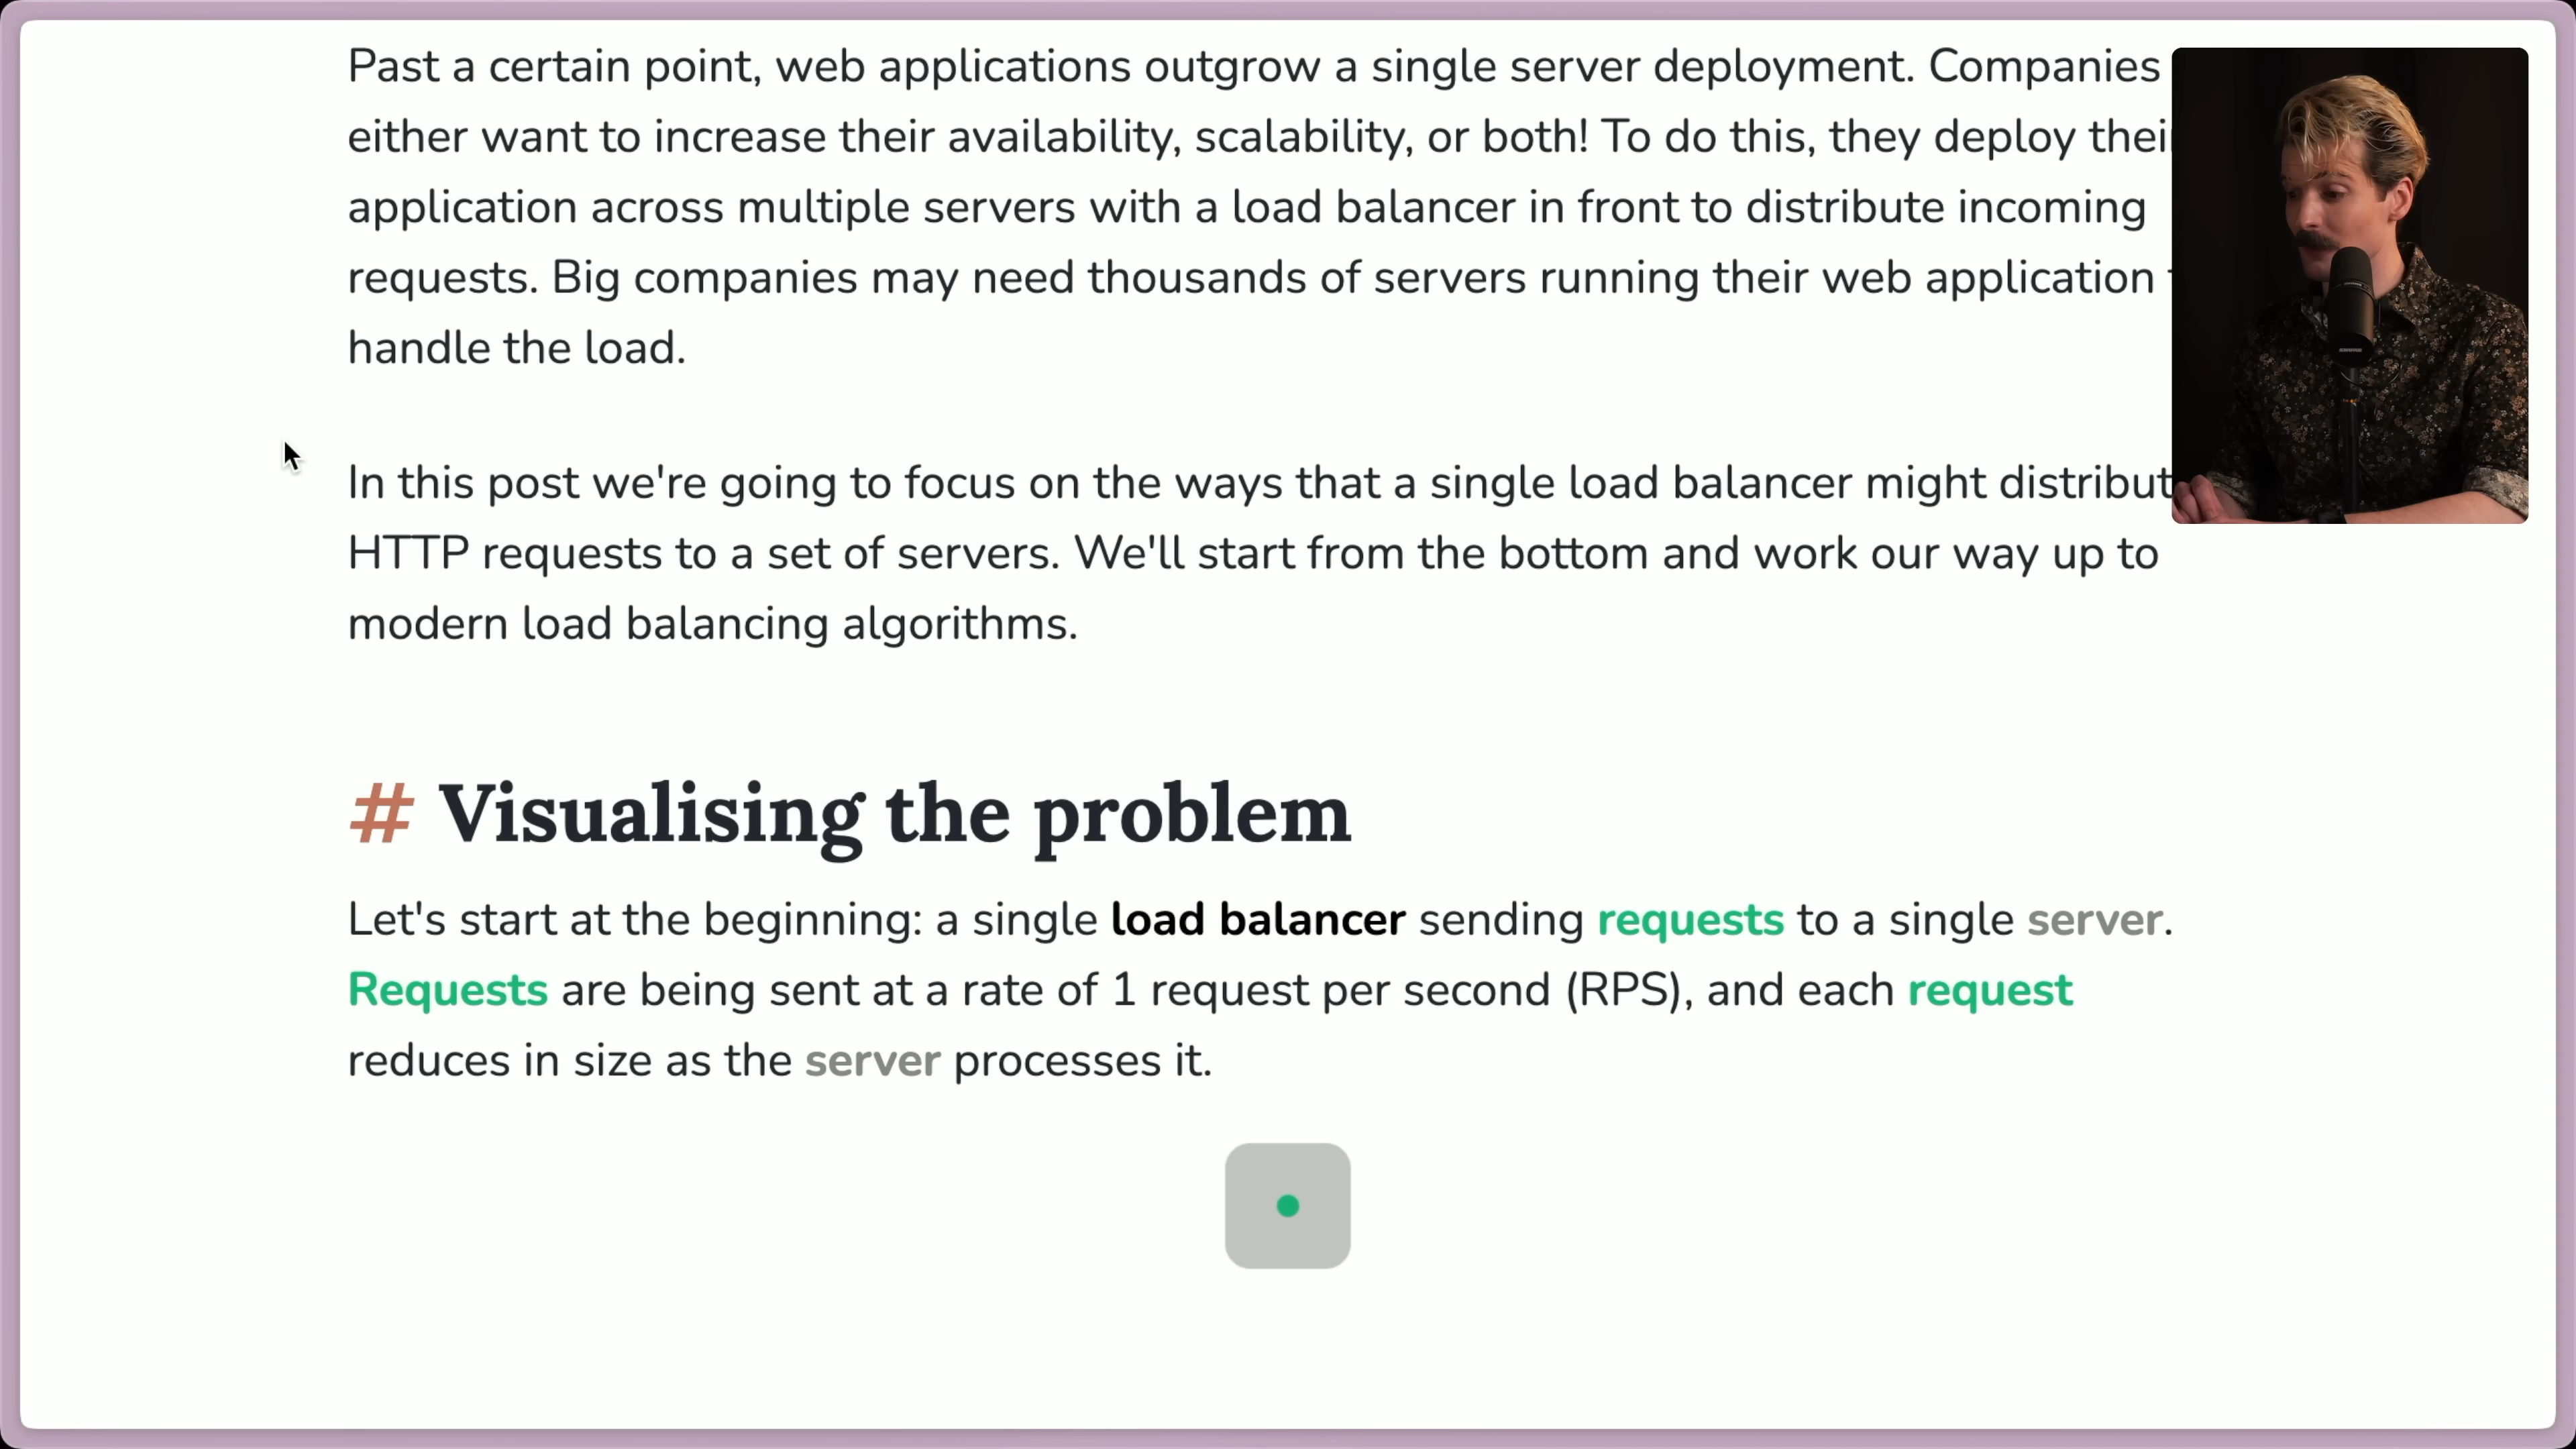 Past a certain point, web applications outgrow a single server deployment. Companies
either want to increase their availability, scalability, or both! To do this, they deploy thei
application across multiple servers with a load balancer in front to distribute incoming
requests. Big companies may need thousands of servers running their web application
handle the load.
In this post we're going to focus on the ways that a single load balancer might distribut
HTTP requests to a set of servers. We'll start from the bottom and work our way up to
modern load balancing algorithms.
# Visualising the problem
Let's start at the beginning: a single load balancer sending requests to a single server.
Requests are being sent at a rate of 1 request per second (RPS), and each request
reduces in size as the server processes it.